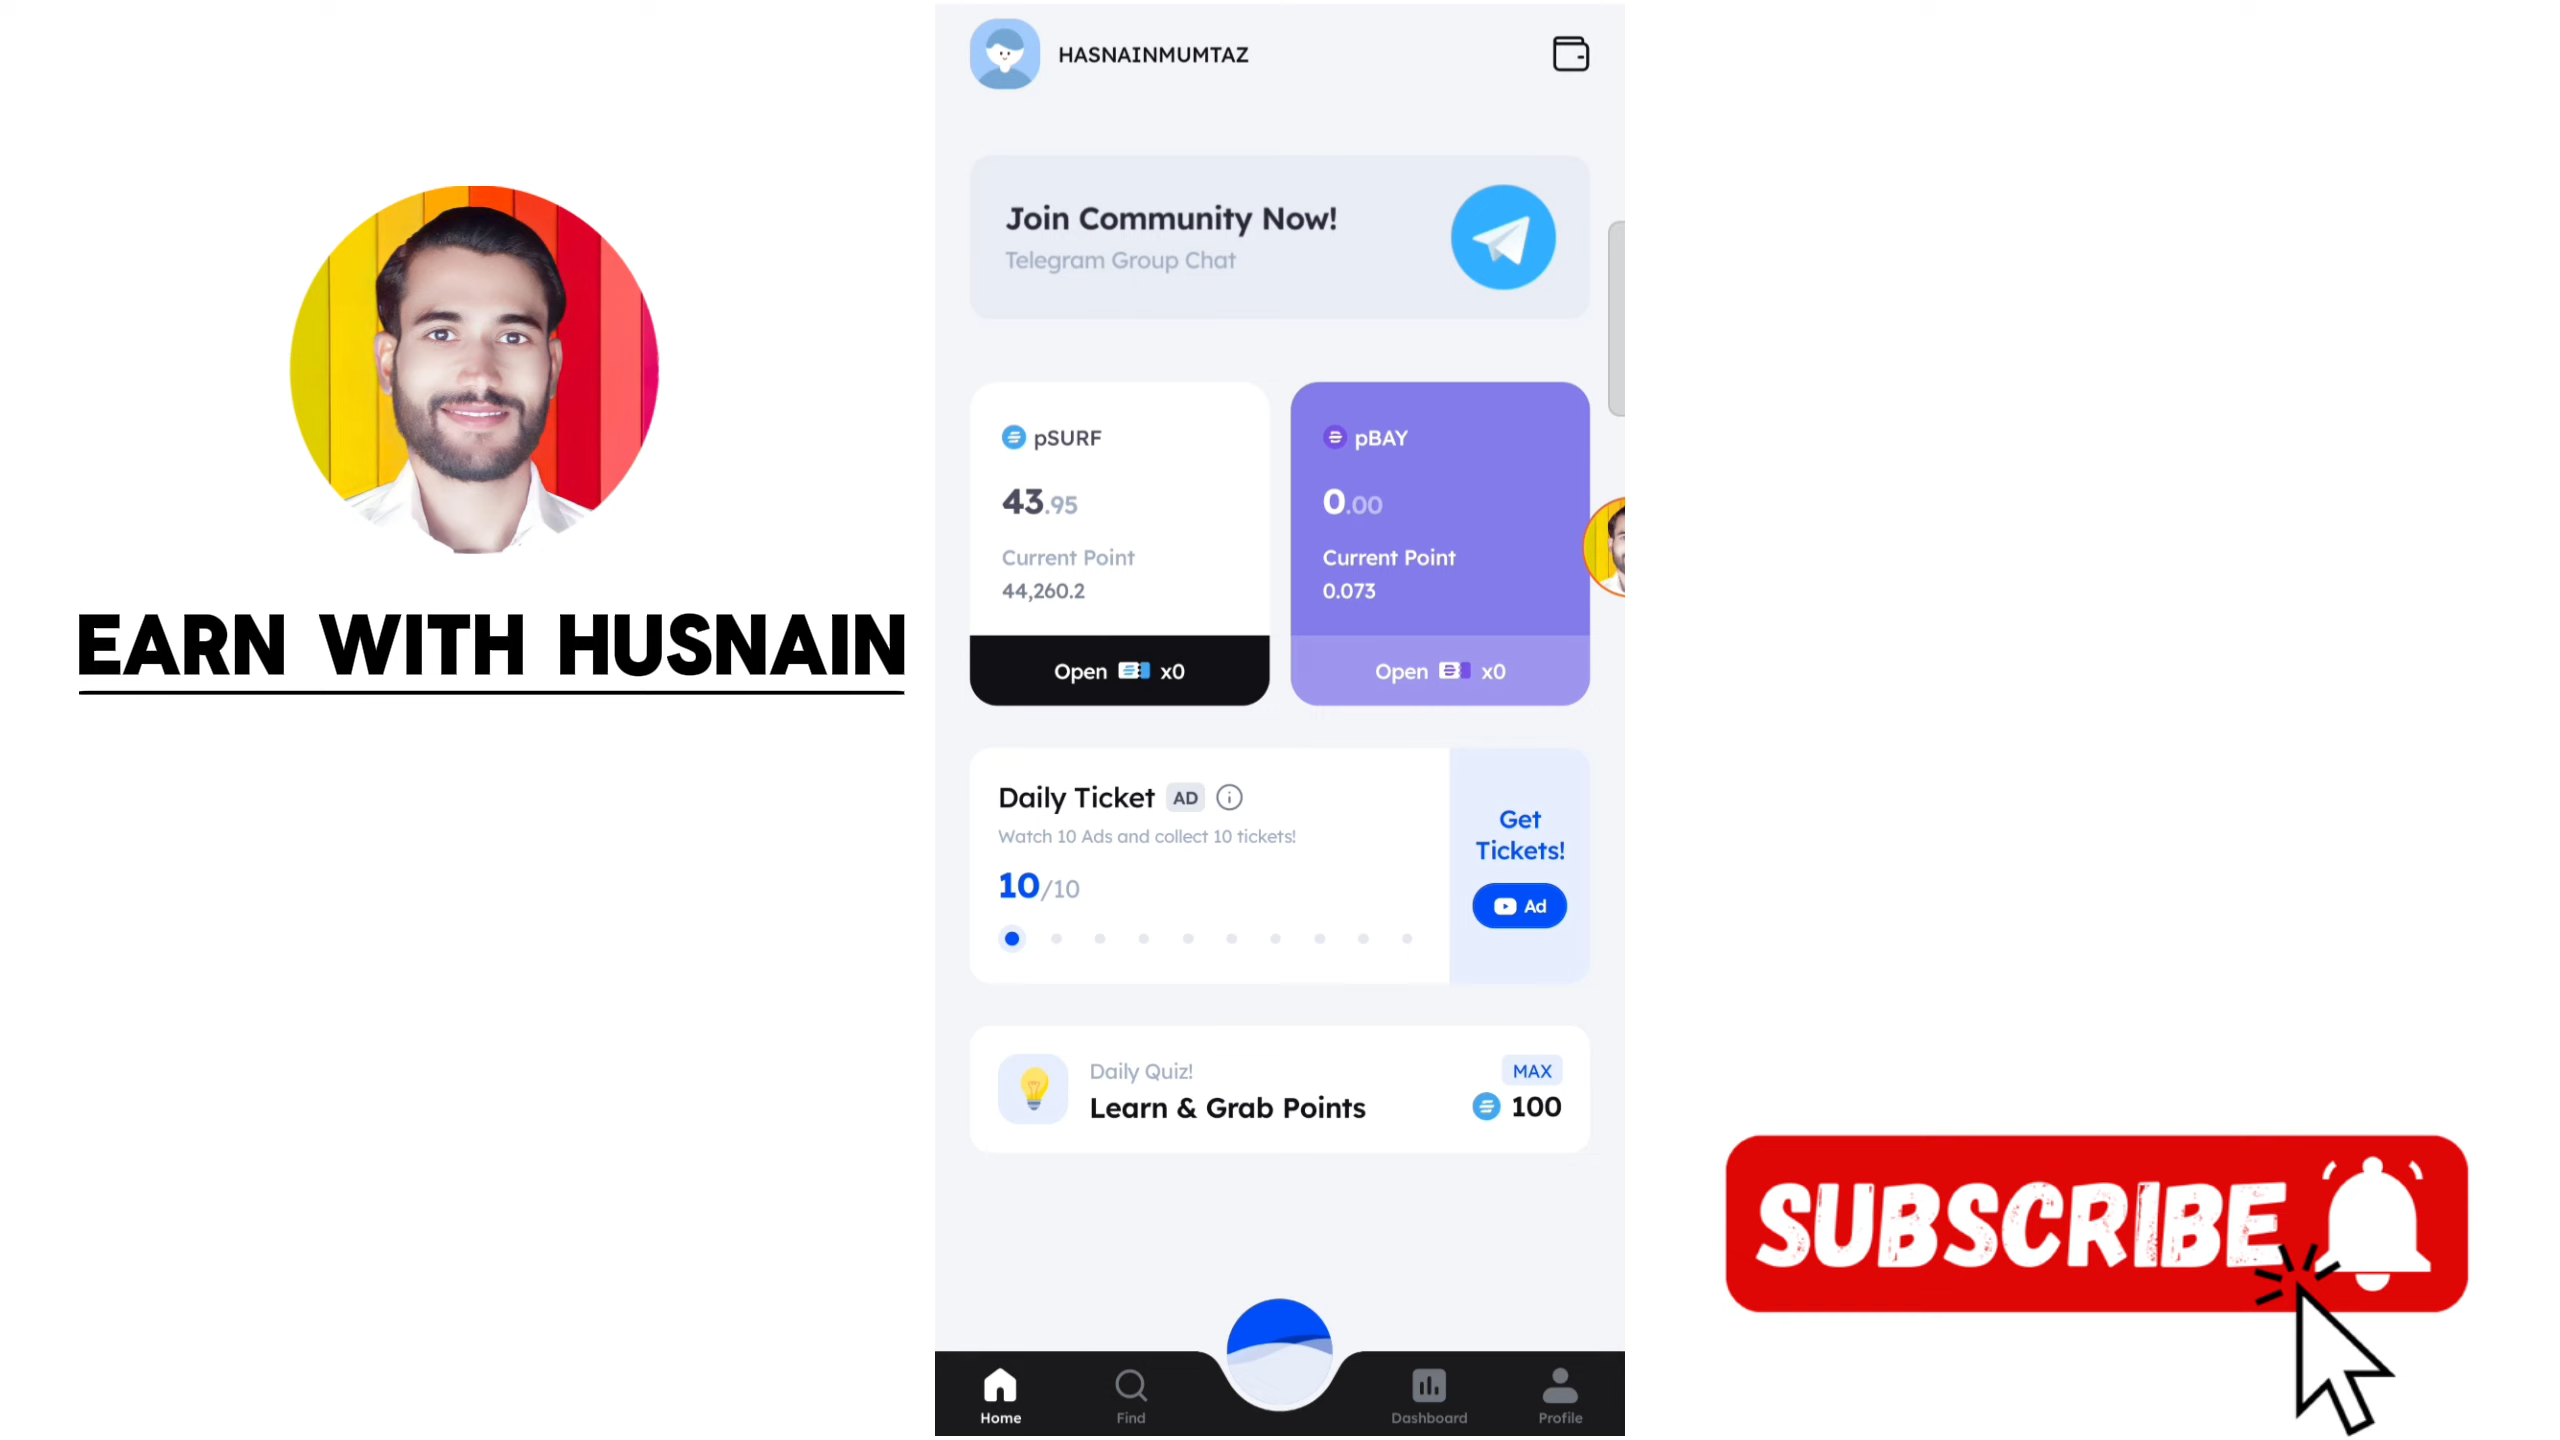 HASNAINMUMTAZ
Join Community Now!
Telegram Group Chat
EARN WITH HUSNAIN
pSURF
43.95
Current Point
44,260.2
Open x0
pBAY
0.00
Current Point
0.073
Open x0
Daily Ticket AD
Watch 10 Ads and collect 10 tickets!
10/10
Get
Tickets!
Ad
Daily Quiz!
Learn & Grab Points
MAX
100
SUBSCRIBE
Home
Find
Dashboard
Profile